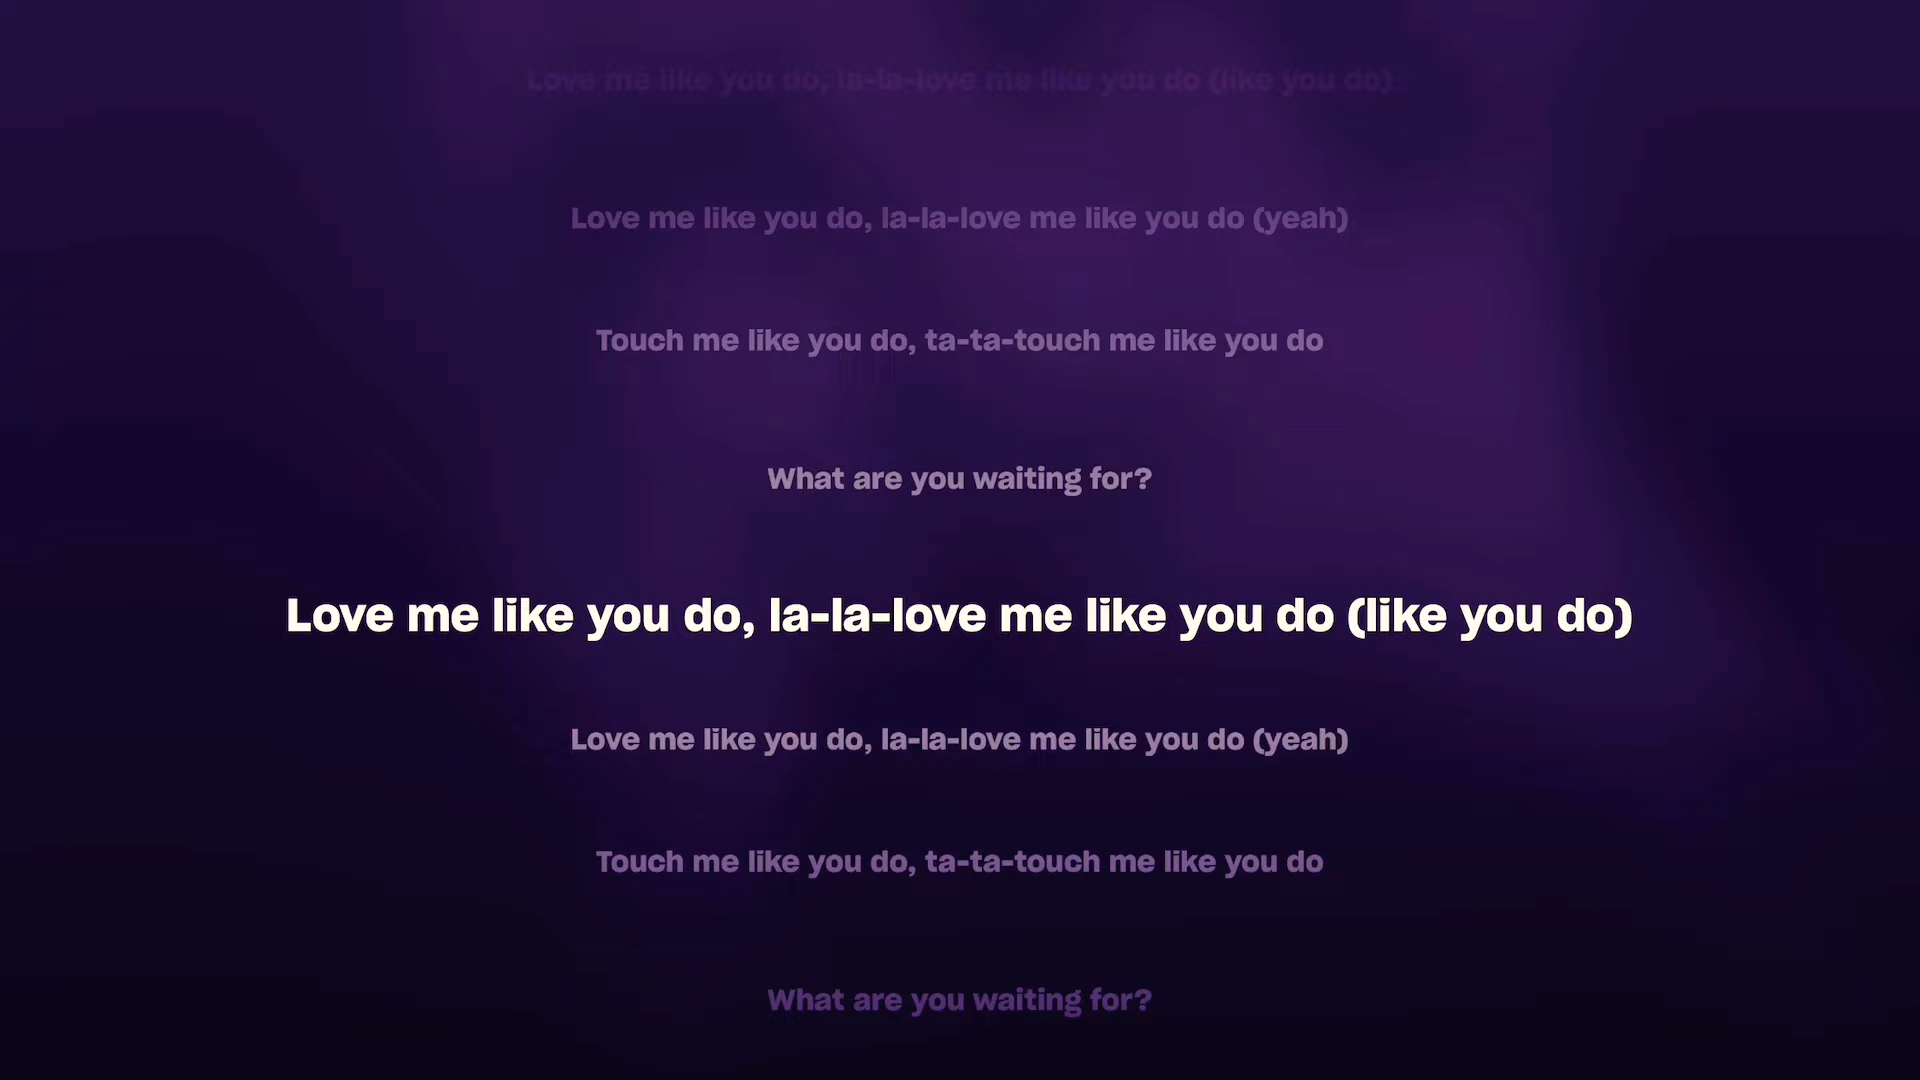 Love me like you do, la-la-love me like you do (like you do)
Love me like you do, la-la-love me like you do (yeah)
Touch me like you do, ta-ta-touch me like you do
What are you waiting for?
Love me like you do, la-la-love me like you do (like you do)
Love me like you do, la-la-love me like you do (yeah)
Touch me like you do, ta-ta-touch me like you do
What are you waiting for?